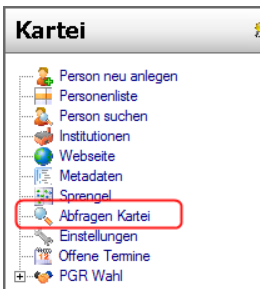 Kartei
Person neu anlegen
Personenliste
Person suchen
Institutionen
Webseite
Metadaten
Sprengel
Abfragen Kartei
Einstellungen
Offene Termine
PGR Wahl